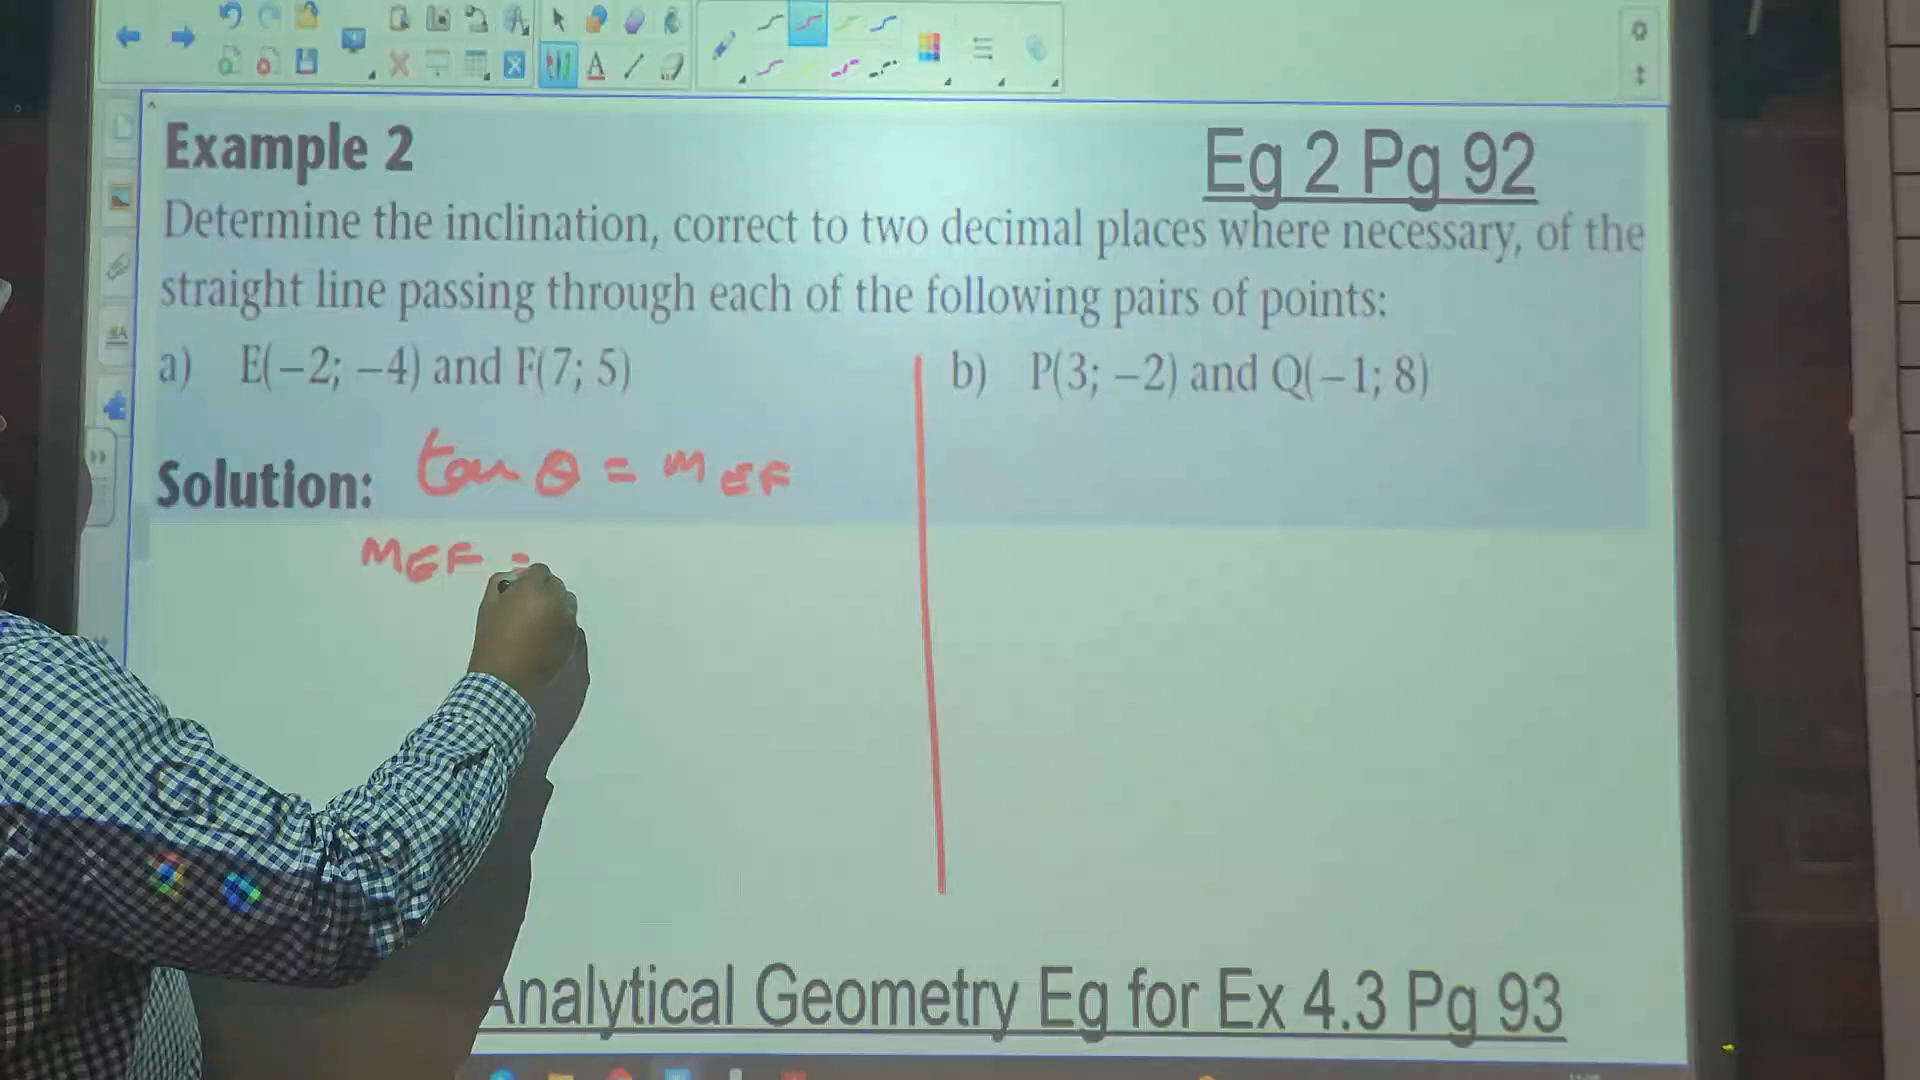 Example 2
Eg 2 Pg 92
Determine the inclination, correct to two decimal places where necessary, of the
straight line passing through each of the following pairs of points:
a) E(−2; −4) and F(7; 5)
b) P(3; −2) and Q(−1; 8)
Solution:
tan θ = m EF
M EF =
Analytical Geometry Eg for Ex 4.3 Pg 93